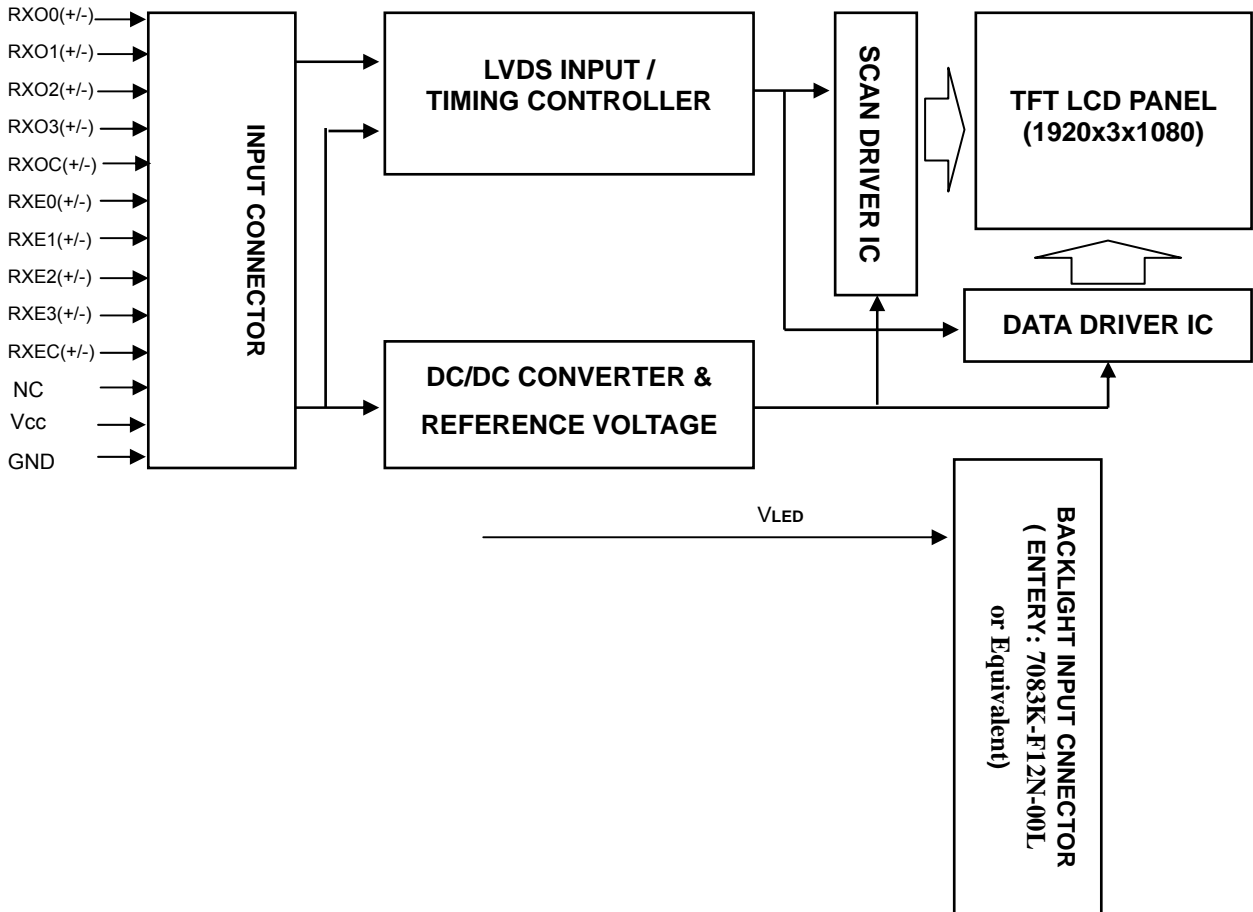 RXO0(+/-)
RXO1(+/-)
RXO2(+/-)
RXO3(+/-)
RXOC(+/-)
RXE0(+/-)
RXE1(+/-)
RXE2(+/-)
RXE3(+/-)
RXEC(+/-)
NC
Vcc
GND
INPUT CONNECTOR
LVDS INPUT /
TIMING CONTROLLER
DC/DC CONVERTER &
REFERENCE VOLTAGE
SCAN DRIVER IC
TFT LCD PANEL
(1920x3x1080)
DATA DRIVER IC
VLED
BACKLIGHT INPUT CNNECTOR
( ENTERY: 7083K-F12N-00L
or Equivalent)